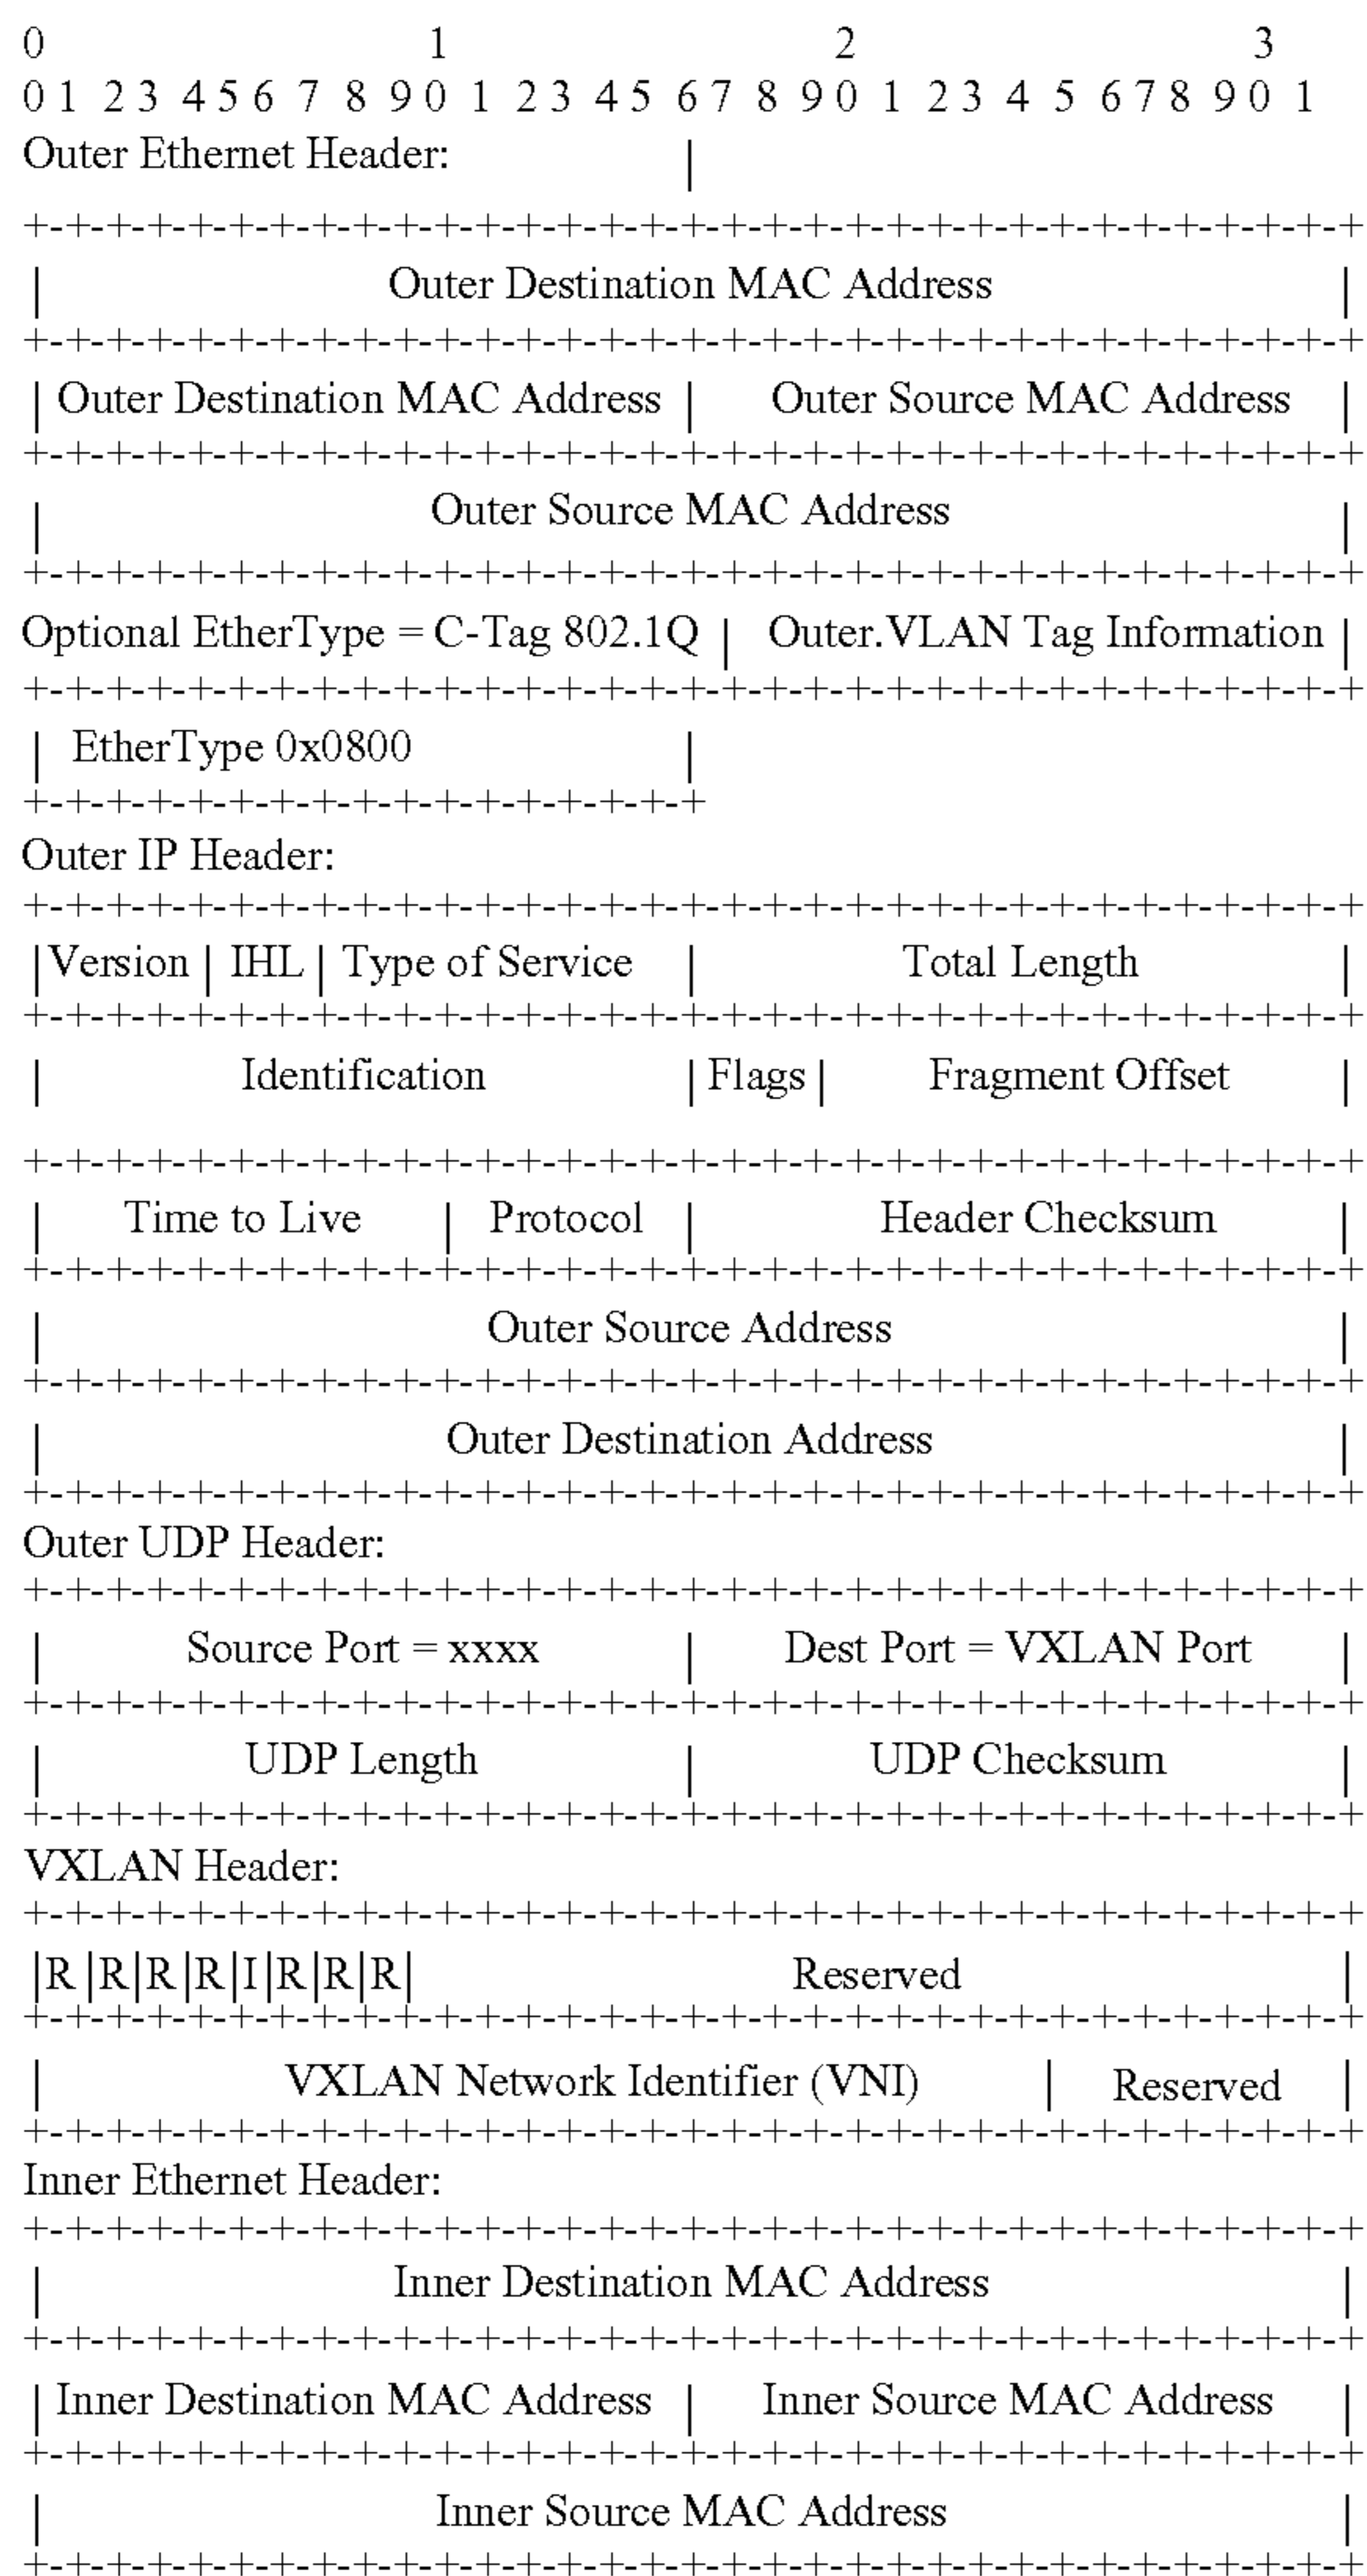 0 1 2 3
0 1 2 3 4 5 6 7 8 9 0 1 2 3 4 5 6 7 8 9 0 1 2 3 4 5 6 7 8 9 0 1
Outer Ethernet Header: |
+-+-+-+-+-+-+-+-+-+-+-+-+-+-+-+-+-+-+-+-+-+-+-+-+-+-+-+-+-+-+-+-+
| Outer Destination MAC Address |
+-+-+-+-+-+-+-+-+-+-+-+-+-+-+-+-+-+-+-+-+-+-+-+-+-+-+-+-+-+-+-+-+
| Outer Destination MAC Address | Outer Source MAC Address |
+-+-+-+-+-+-+-+-+-+-+-+-+-+-+-+-+-+-+-+-+-+-+-+-+-+-+-+-+-+-+-+-+
| Outer Source MAC Address |
+-+-+-+-+-+-+-+-+-+-+-+-+-+-+-+-+-+-+-+-+-+-+-+-+-+-+-+-+-+-+-+-+
Optional EtherType = C-Tag 802.1Q | Outer.VLAN Tag Information |
+-+-+-+-+-+-+-+-+-+-+-+-+-+-+-+-+-+-+-+-+-+-+-+-+-+-+-+-+-+-+-+-+
| EtherType 0x0800 |
+-+-+-+-+-+-+-+-+-+-+-+-+-+-+-+-+
Outer IP Header:
+-+-+-+-+-+-+-+-+-+-+-+-+-+-+-+-+-+-+-+-+-+-+-+-+-+-+-+-+-+-+-+-+
|Version | IHL | Type of Service | Total Length |
+-+-+-+-+-+-+-+-+-+-+-+-+-+-+-+-+-+-+-+-+-+-+-+-+-+-+-+-+-+-+-+-+
| Identification | Flags | Fragment Offset |
+-+-+-+-+-+-+-+-+-+-+-+-+-+-+-+-+-+-+-+-+-+-+-+-+-+-+-+-+-+-+-+-+
| Time to Live | Protocol | Header Checksum |
+-+-+-+-+-+-+-+-+-+-+-+-+-+-+-+-+-+-+-+-+-+-+-+-+-+-+-+-+-+-+-+-+
| Outer Source Address |
+-+-+-+-+-+-+-+-+-+-+-+-+-+-+-+-+-+-+-+-+-+-+-+-+-+-+-+-+-+-+-+-+
| Outer Destination Address |
+-+-+-+-+-+-+-+-+-+-+-+-+-+-+-+-+-+-+-+-+-+-+-+-+-+-+-+-+-+-+-+-+
Outer UDP Header:
+-+-+-+-+-+-+-+-+-+-+-+-+-+-+-+-+-+-+-+-+-+-+-+-+-+-+-+-+-+-+-+-+
| Source Port = xxxx | Dest Port = VXLAN Port |
+-+-+-+-+-+-+-+-+-+-+-+-+-+-+-+-+-+-+-+-+-+-+-+-+-+-+-+-+-+-+-+-+
| UDP Length | UDP Checksum |
+-+-+-+-+-+-+-+-+-+-+-+-+-+-+-+-+-+-+-+-+-+-+-+-+-+-+-+-+-+-+-+-+
VXLAN Header:
+-+-+-+-+-+-+-+-+-+-+-+-+-+-+-+-+-+-+-+-+-+-+-+-+-+-+-+-+-+-+-+-+
|R|R|R|R|I|R|R|R| Reserved |
+-+-+-+-+-+-+-+-+-+-+-+-+-+-+-+-+-+-+-+-+-+-+-+-+-+-+-+-+-+-+-+-+
| VXLAN Network Identifier (VNI) | Reserved |
+-+-+-+-+-+-+-+-+-+-+-+-+-+-+-+-+-+-+-+-+-+-+-+-+-+-+-+-+-+-+-+-+
Inner Ethernet Header:
+-+-+-+-+-+-+-+-+-+-+-+-+-+-+-+-+-+-+-+-+-+-+-+-+-+-+-+-+-+-+-+-+
| Inner Destination MAC Address |
+-+-+-+-+-+-+-+-+-+-+-+-+-+-+-+-+-+-+-+-+-+-+-+-+-+-+-+-+-+-+-+-+
| Inner Destination MAC Address | Inner Source MAC Address |
+-+-+-+-+-+-+-+-+-+-+-+-+-+-+-+-+-+-+-+-+-+-+-+-+-+-+-+-+-+-+-+-+
| Inner Source MAC Address |
+-+-+-+-+-+-+-+-+-+-+-+-+-+-+-+-+-+-+-+-+-+-+-+-+-+-+-+-+-+-+-+-+